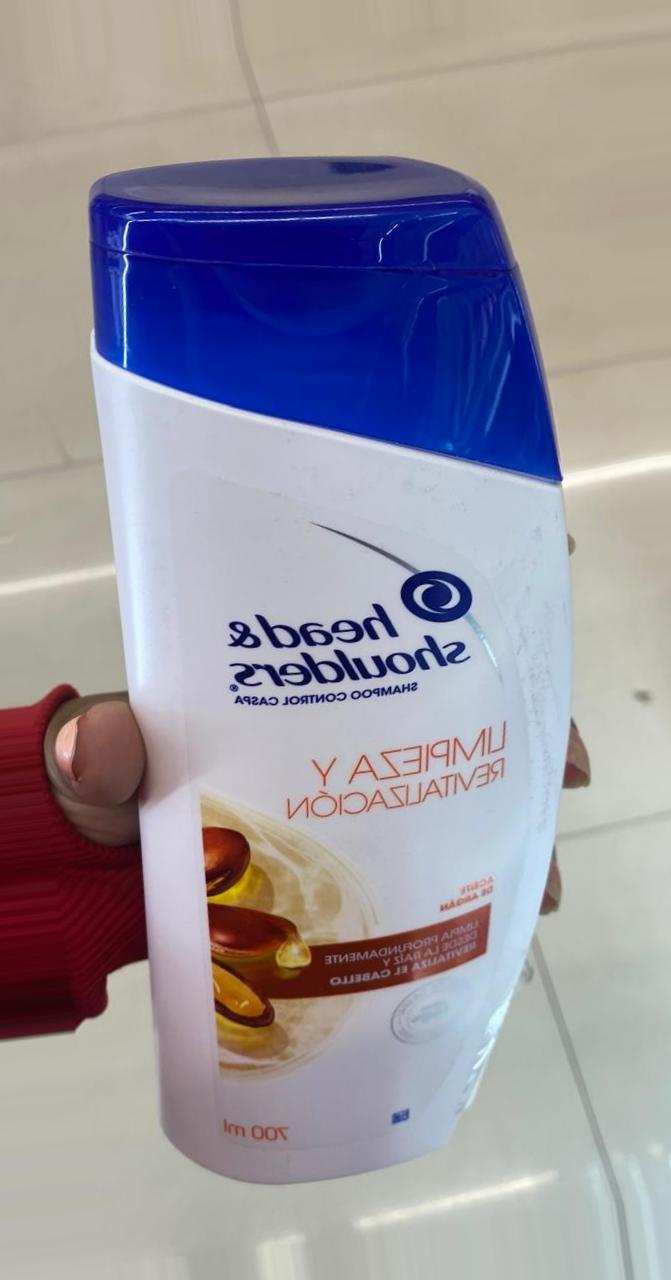 head&
shoulders®
SHAMPOO CONTROL CASPA
LIMPIEZA Y
REVITALIZACIÓN
ACEITE
DE ARGÁN
LIMPIA PROFUNDAMENTE
DESDE LA RAÍZ Y
REVITALIZA EL CABELLO
700 ml